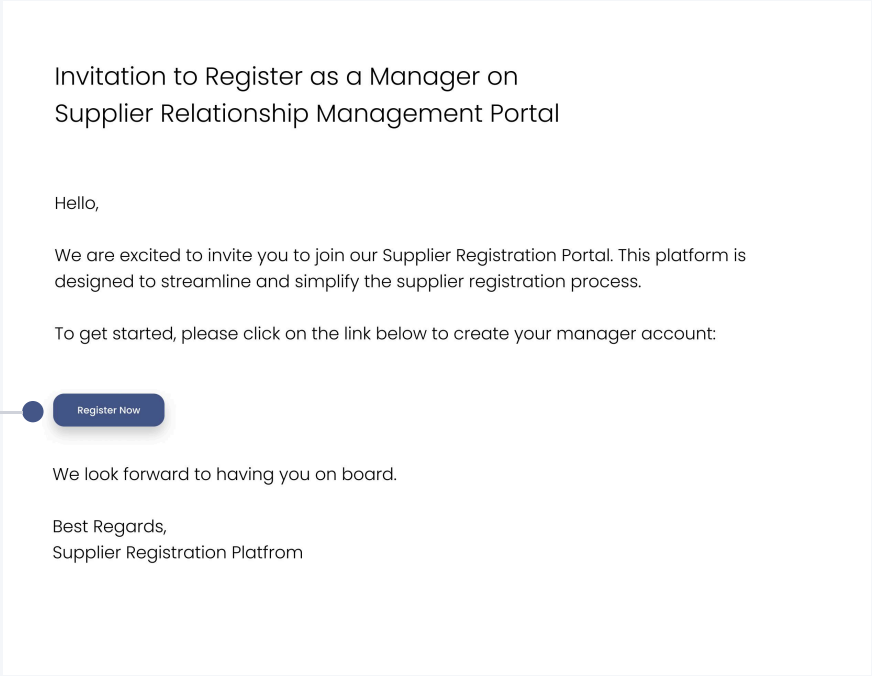 Invitation to Register as a Manager on
Supplier Relationship Management Portal
Hello,
We are excited to invite you to join our Supplier Registration Portal. This platform is
designed to streamline and simplify the supplier registration process.
To get started, please click on the link below to create your manager account:
Register Now
We look forward to having you on board.
Best Regards,
Supplier Registration Platfrom